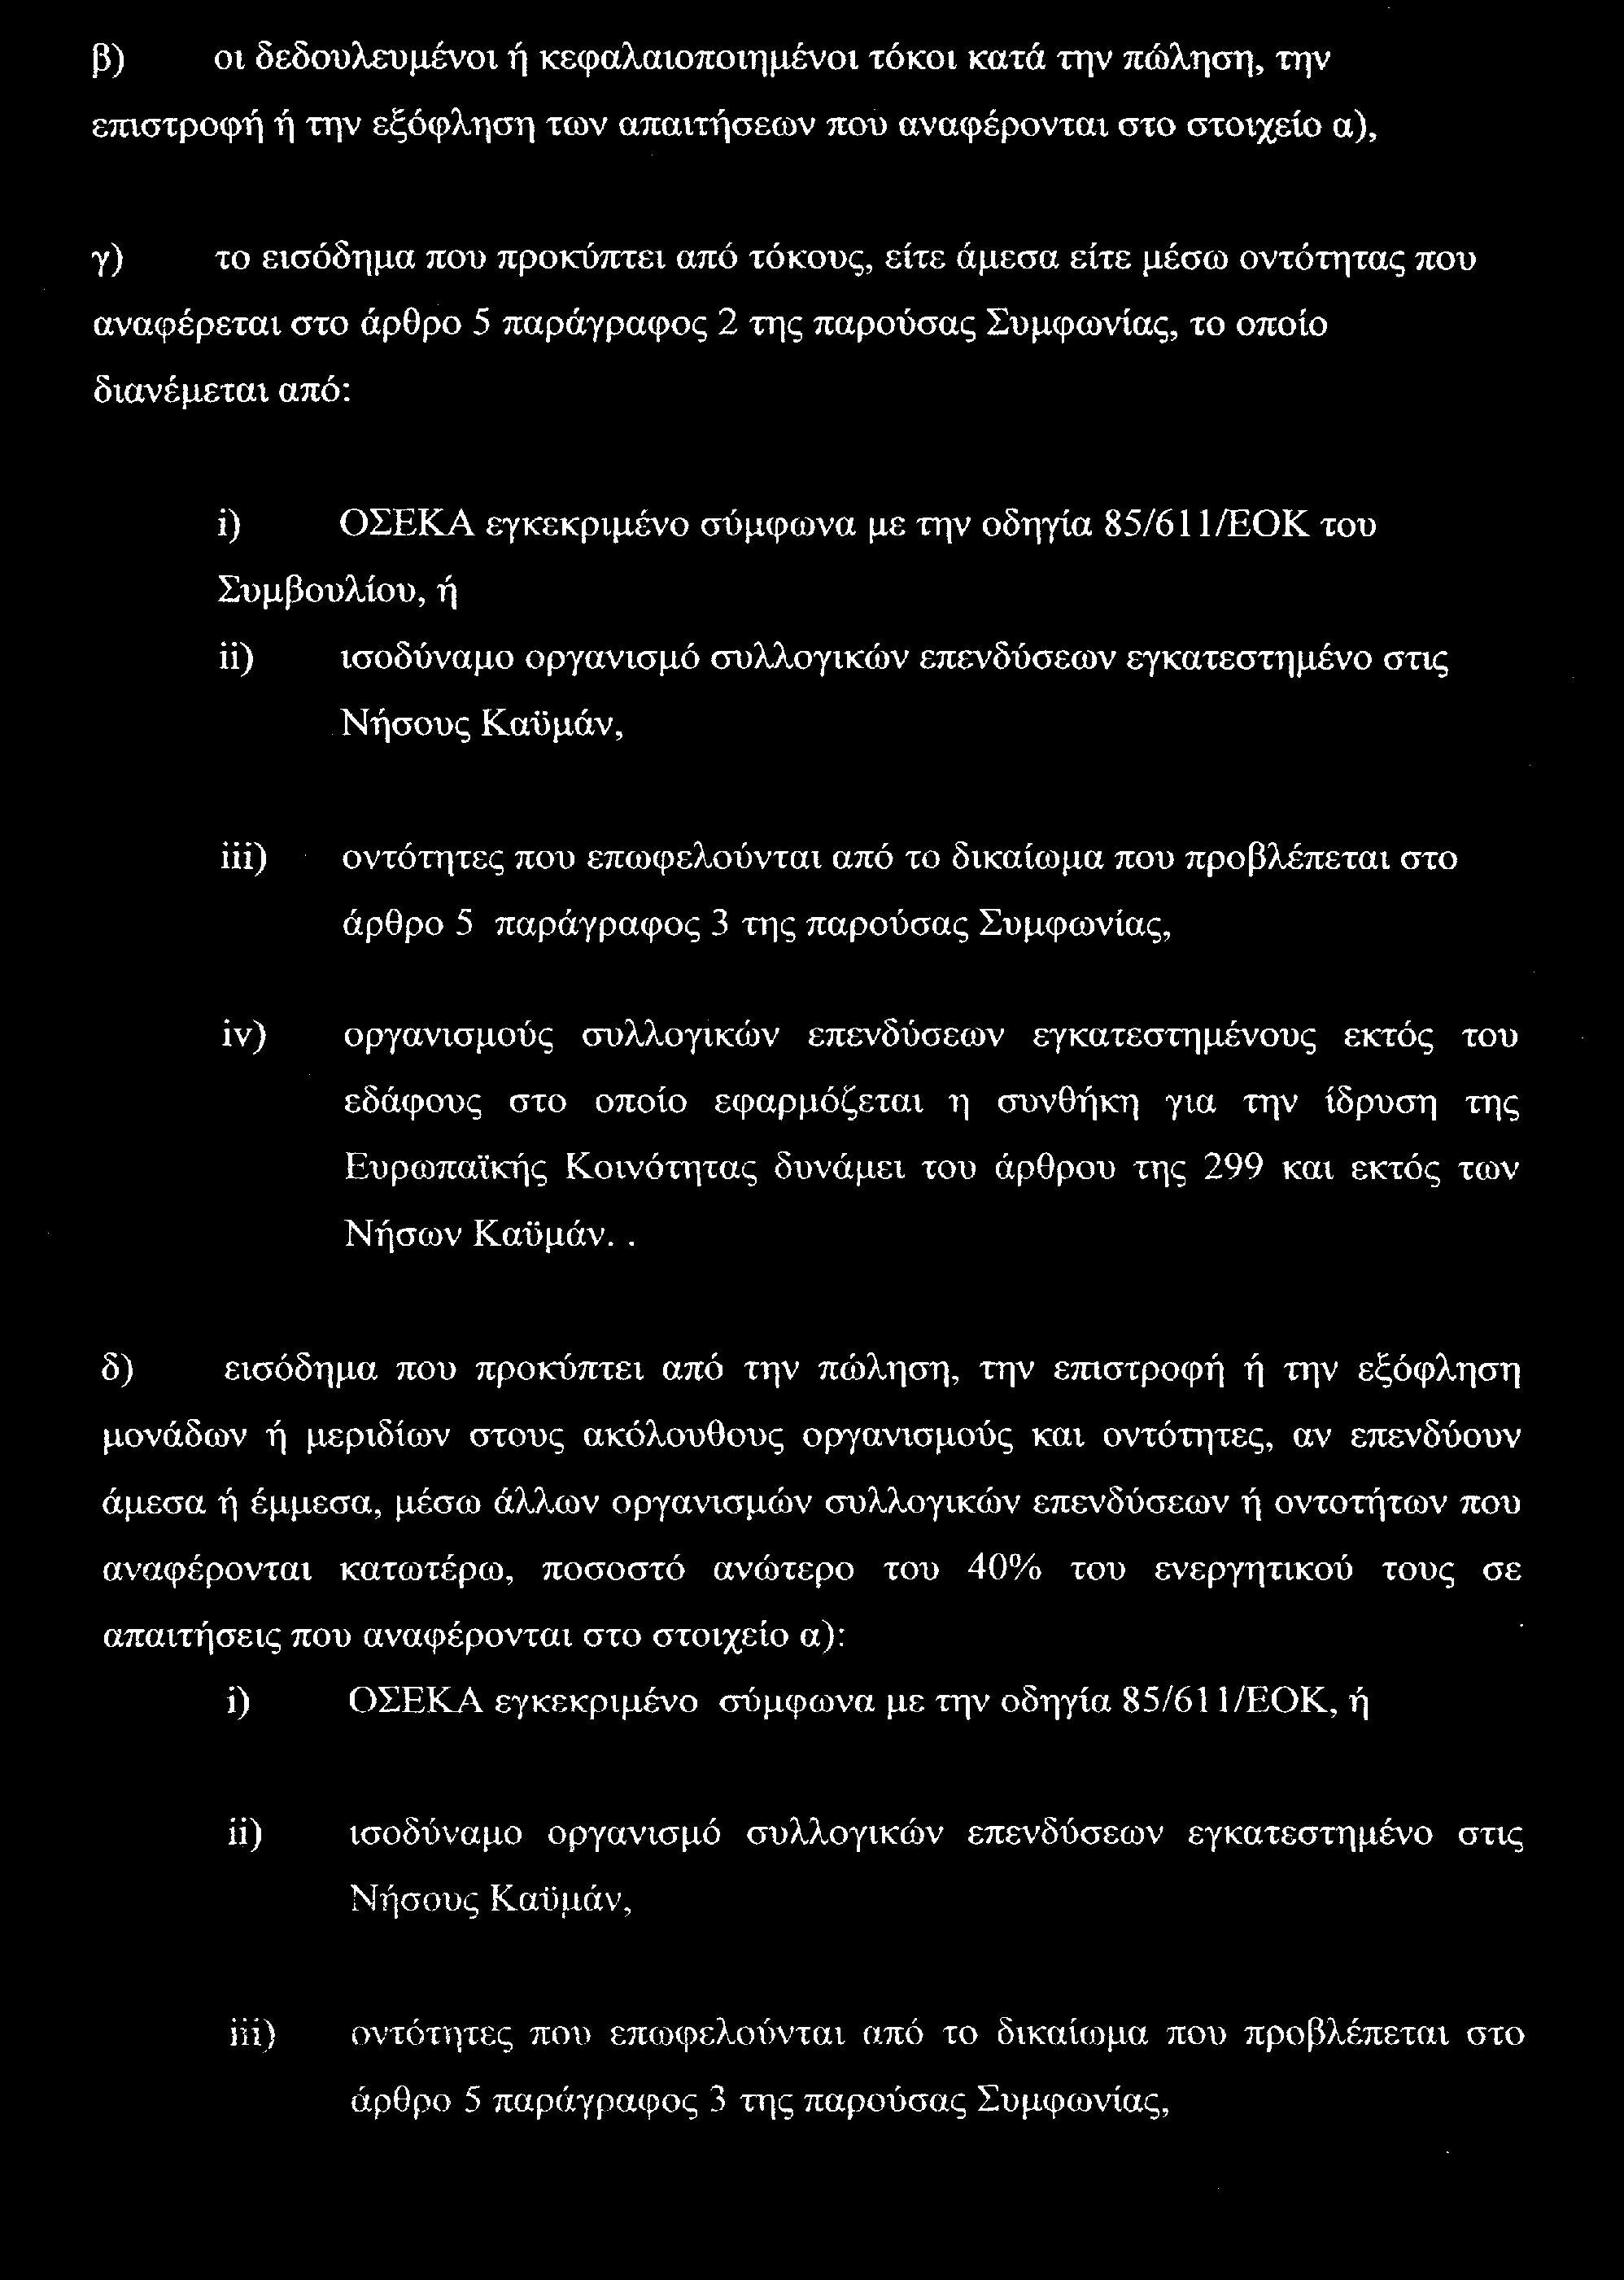 β) οι δεδουλευμένοι ή κεφαλαιοποιημένοι τόκοι κατά την πώληση, την
επιστροφή ή την εξόφληση των απαιτήσεων που αναφέρονται στο στοιχείο α),
γ) το εισόδημα που προκύπτει από τόκους, είτε άμεσα είτε μέσω οντότητας που
αναφέρεται στο άρθρο 5 παράγραφος 2 της παρούσας Συμφωνίας, το οποίο
διανέμεται από:
i) ΟΣΕΚΑ εγκεκριμένο σύμφωνα με την οδηγία 85/611/ΕΟΚ του
Συμβουλίου, ή
ii) ισοδύναμο οργανισμό συλλογικών επενδύσεων εγκατεστημένο στις
Νήσους Καϋμάν,
iii) οντότητες που επωφελούνται από το δικαίωμα που προβλέπεται στο
άρθρο 5 παράγραφος 3 της παρούσας Συμφωνίας,
iv) οργανισμούς συλλογικών επενδύσεων εγκατεστημένους εκτός του
εδάφους στο οποίο εφαρμόζεται η συνθήκη για την ίδρυση της
Ευρωπαϊκής Κοινότητας δυνάμει του άρθρου της 299 και εκτός των
Νήσων Καϋμάν. .
δ) εισόδημα που προκύπτει από την πώληση, την επιστροφή ή την εξόφληση
μονάδων ή μεριδίων στους ακόλουθους οργανισμούς και οντότητες, αν επενδύουν
άμεσα ή έμμεσα, μέσω άλλων οργανισμών συλλογικών επενδύσεων ή οντοτήτων που
αναφέρονται κατωτέρω, ποσοστό ανώτερο του 40% του ενεργητικού τους σε
απαιτήσεις που αναφέρονται στο στοιχείο α):
i) ΟΣΕΚΑ εγκεκριμένο σύμφωνα με την οδηγία 85/611/ΕΟΚ, ή
ii) ισοδύναμο οργανισμό συλλογικών επενδύσεων εγκατεστημένο στις
Νήσους Καϋμάν,
iii) οντότητες που επωφελούνται από το δικαίωμα που προβλέπεται στο
άρθρο 5 παράγραφος 3 της παρούσας Συμφωνίας,